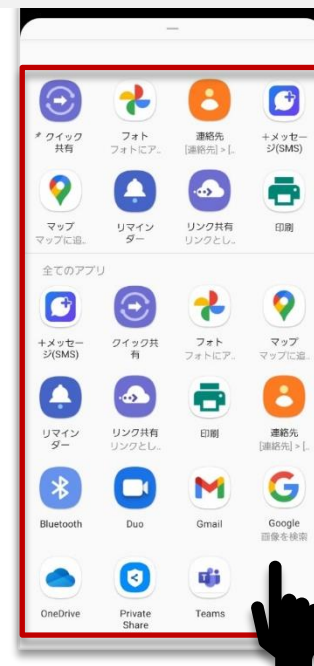 クイック
共有
フォト
フォトにア..
連絡先
[連絡先] > [..
+メッセー
ジ(SMS)
マップ
マップに追..
リマイン
ダー
リンク共有
リンクとし..
印刷
全てのアプリ
+メッセー
ジ(SMS)
クイック共
有
フォト
フォトにア..
マップ
マップに追..
リマイン
ダー
リンク共有
リンクとし..
印刷
連絡先
[連絡先] > [..
Bluetooth
Duo
Gmail
Google
画像を検索
OneDrive
Private
Share
Teams